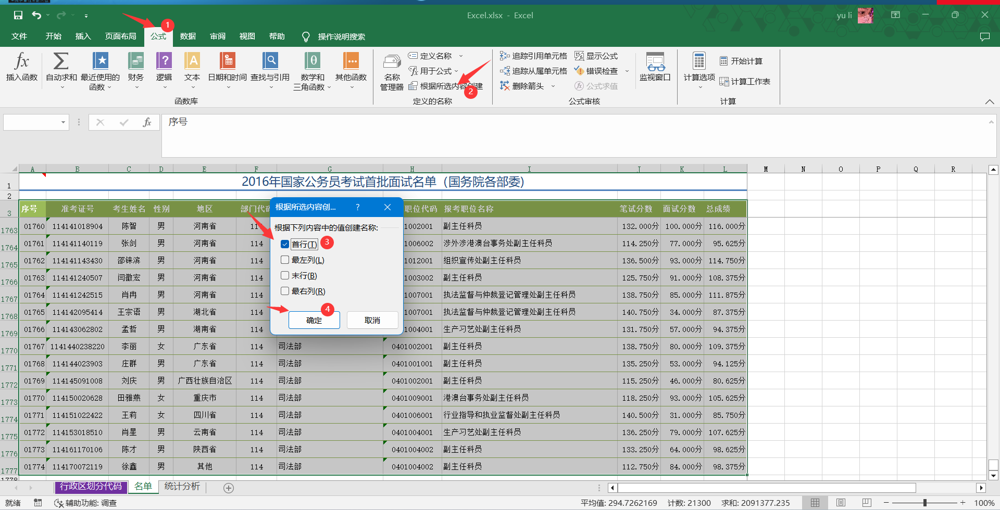 Excel.xlsx - Excel
yu li
文件 开始 插入 页面布局 公式 数据 审阅 视图 帮助 操作说明搜索
1
插入函数 自动求和 最近使用的函数 财务 逻辑 文本 日期和时间 查找与引用 数学和三角函数 其他函数
函数库
名称管理器 定义名称 用于公式 根据所选内容创建
2
定义的名称
追踪引用单元格 追踪从属单元格 删除箭头 显示公式 错误检查 公式求值
公式审核
监视窗口
计算选项 开始计算 计算工作表
计算
fx 序号
A B C D E F G H I J K L M N O P Q R
1 2016年国家公务员考试首批面试名单（国务院各部委)
2
3 序号 准考证号 考生姓名 性别 地区 部门代码 职位代码 报考职位名称 笔试分数 面试分数 总成绩
1763 01760 114141018904 陈智 男 河南省 11 1002001 副主任科员 132.000分 100.000分 116.000分
1764 01761 114141140119 张剑 男 河南省 114 1006002 涉外涉港澳台事务处副主任科员 114.250分 77.000分 95.625分
1765 01762 114141143430 邵铼滨 男 河南省 114 1012001 组织宣传处副主任科员 136.500分 93.000分 114.750分
1766 01763 114141240507 闫徽宏 男 河南省 114 1003002 副主任科员 125.750分 91.000分 108.375分
1767 01764 114141242515 肖冉 男 河南省 114 1007001 执法监督与仲裁登记管理处副主任科员 138.750分 85.000分 111.875分
1768 01765 114142095414 王宗语 男 湖北省 114 1007001 执法监督与仲裁登记管理处副主任科员 140.750分 34.000分 87.375分
1769 01766 114143062802 孟哲 男 湖南省 114 1004001 生产习艺处副主任科员 131.750分 57.000分 94.375分
1770 01767 1141440238220 李丽 女 广东省 114 司法部 0401002001 副主任科员 138.750分 80.000分 109.375分
1771 01768 114144023903 庄群 男 广东省 114 司法部 0401001001 副主任科员 135.250分 53.000分 94.125分
1772 01769 114145091008 刘庆 男 广西壮族自治区 114 司法部 0401002001 副主任科员 115.250分 46.000分 80.625分
1773 01770 114150020628 田雅燕 女 重庆市 114 司法部 0401009001 港澳台事务处副主任科员 118.250分 93.000分 105.625分
1774 01771 114151022422 王莉 女 四川省 114 司法部 0401006001 行业指导和执业监督处副主任科员 140.500分 31.000分 85.750分
1775 01772 114153018510 肖星 男 云南省 114 司法部 0401004001 生产习艺处副主任科员 136.250分 79.000分 107.625分
1776 01773 114161170106 陈才 男 陕西省 114 司法部 0401004002 副主任科员 133.250分 64.000分 98.625分
1777 01774 114170072119 徐鑫 男 其他 114 司法部 0401004002 副主任科员 112.750分 84.000分 98.375分
1778
根据所选内容创... ?
根据下列内容中的值创建名称:
首行(T) 3
最左列(L)
末行(B)
最右列(R)
4
确定 取消
行政区划分代码 名单 统计分析
就绪 辅助功能: 调查 平均值: 294.7262169 计数: 21300 求和: 2091377.235 100%